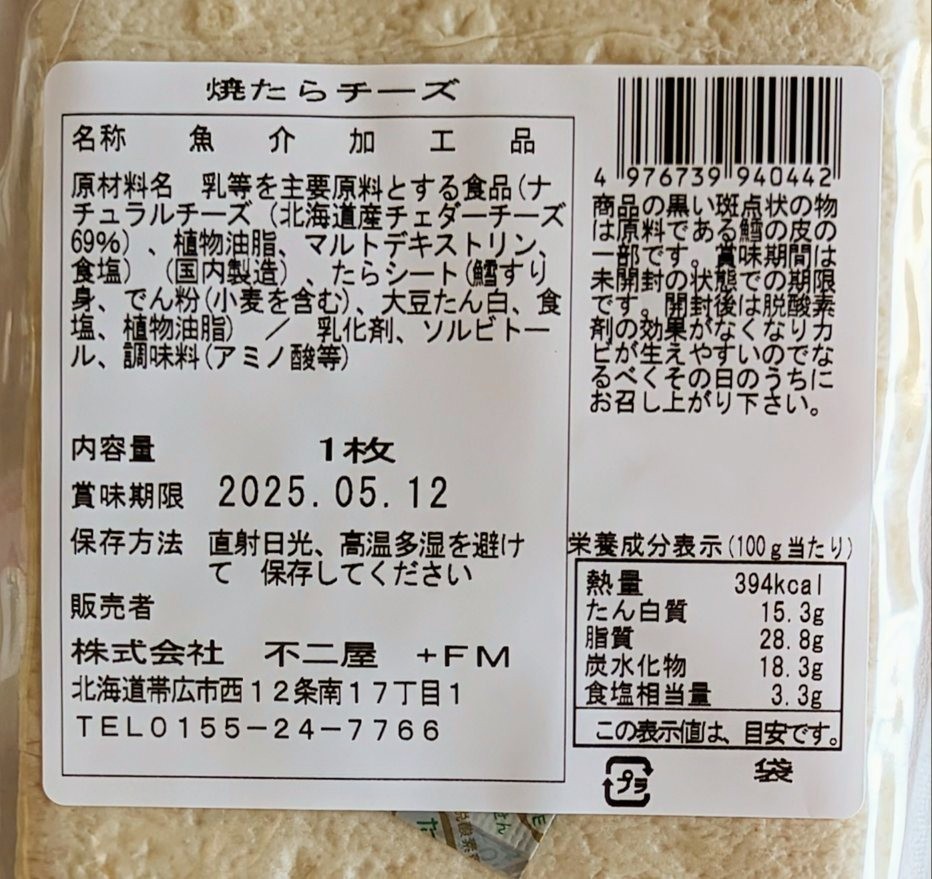 焼たらチーズ
名称 魚介加工品
原材料名 乳等を主要原料とする食品(ナ
チュラルチーズ(北海道産チェダーチーズ
69%)、植物油脂、マルトデキストリン、
食塩)(国内製造)、たらシート(鱈すり
身、でん粉(小麦を含む)、大豆たん白、食
塩、植物油脂) / 乳化剤、ソルビトー
ル、調味料(アミノ酸等)
内容量 1枚
賞味期限 2025.05.12
保存方法 直射日光、高温多湿を避け
て 保存してください
販売者
株式会社 不二屋 +FM
北海道帯広市西12条南17丁目1
TEL0155-24-7766
4 976739 940442
商品の黒い斑点状の物
は原料である鱈の皮の
一部です。賞味期間は
未開封の状態での期限
です。開封後は脱酸素
剤の効果がなくなりカ
ビが生えやすいのでな
るべくその日のうちに
お召し上がり下さい。
栄養成分表示(100g当たり)
熱量 394kcal
たん白質 15.3g
脂質 28.8g
炭水化物 18.3g
食塩相当量 3.3g
この表示値は、目安です。
プラ 袋